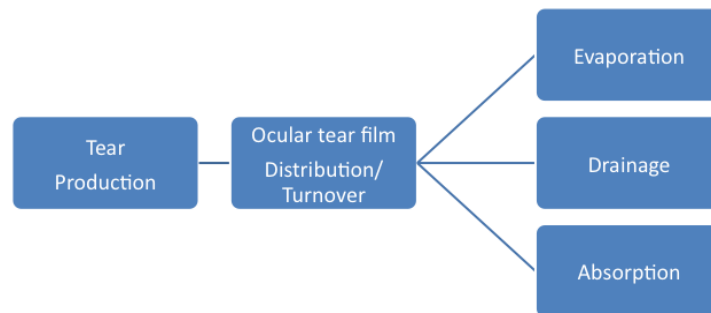 Tear
Production
Ocular tear film
Distribution/
Turnover
Evaporation
Drainage
Absorption